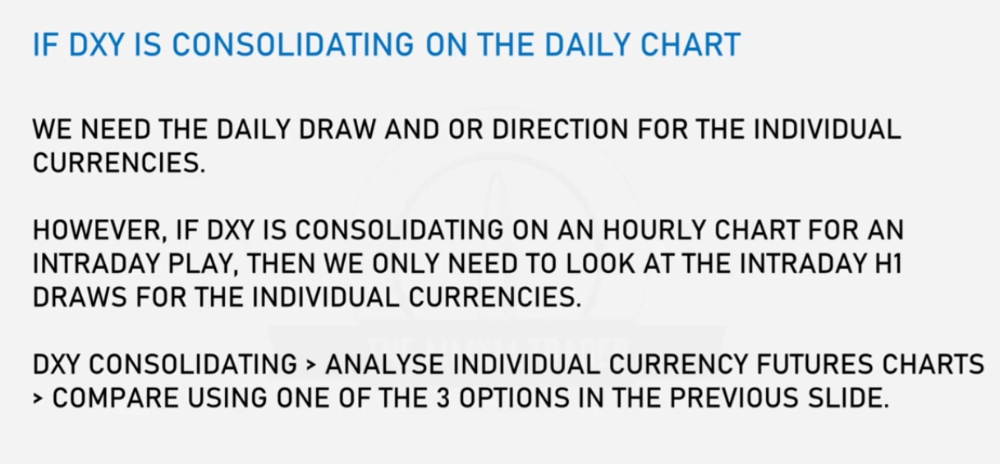 IF DXY IS CONSOLIDATING ON THE DAILY CHART
WE NEED THE DAILY DRAW AND OR DIRECTION FOR THE INDIVIDUAL
CURRENCIES.
HOWEVER, IF DXY IS CONSOLIDATING ON AN HOURLY CHART FOR AN
INTRADAY PLAY, THEN WE ONLY NEED TO LOOK AT THE INTRADAY H1
DRAWS FOR THE INDIVIDUAL CURRENCIES.
DXY CONSOLIDATING > ANALYSE INDIVIDUAL CURRENCY FUTURES CHARTS
> COMPARE USING ONE OF THE 3 OPTIONS IN THE PREVIOUS SLIDE.